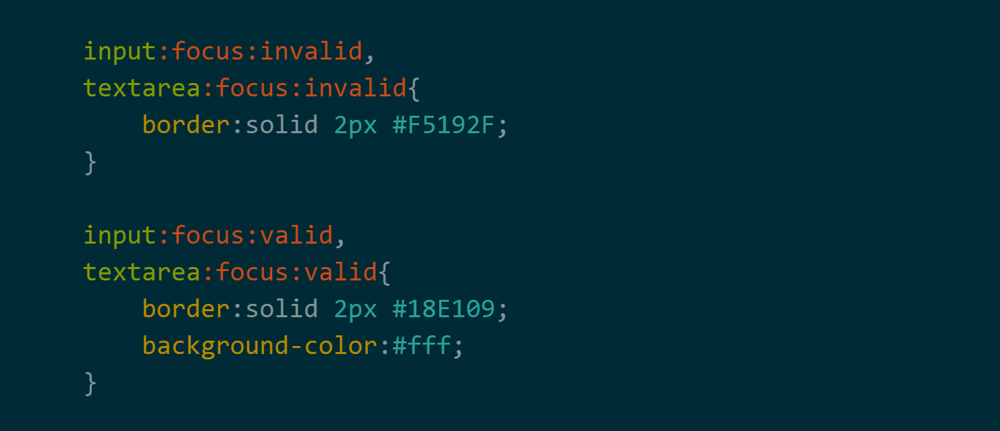 input:focus:invalid,
textarea:focus:invalid{
    border:solid 2px #F5192F;
}

input:focus:valid,
textarea:focus:valid{
    border:solid 2px #18E109;
    background-color:#fff;
}